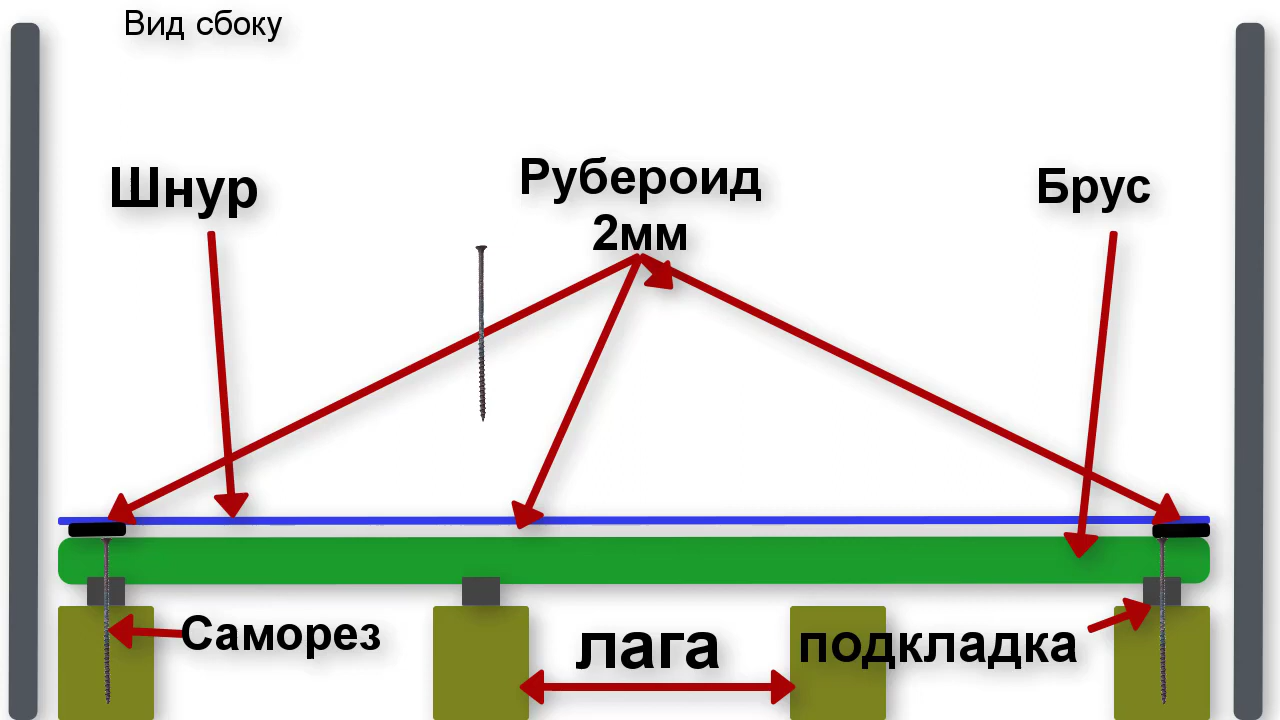 Вид сбоку
Шнур
Рубероид
2мм
Брус
Саморез
лага
подкладка